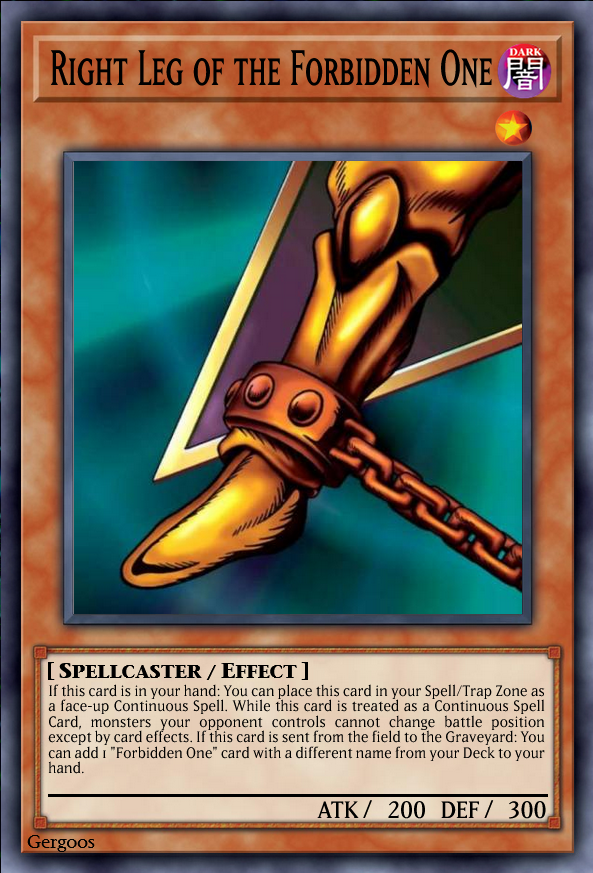 Right Leg of the Forbidden One
DARK
闇
[ Spellcaster / Effect ]
If this card is in your hand: You can place this card in your Spell/Trap Zone as
a face-up Continuous Spell. While this card is treated as a Continuous Spell
Card, monsters your opponent controls cannot change battle position
except by card effects. If this card is sent from the field to the Graveyard: You
can add 1 "Forbidden One" card with a different name from your Deck to your
hand.
ATK / 200 DEF / 300
Gergoos